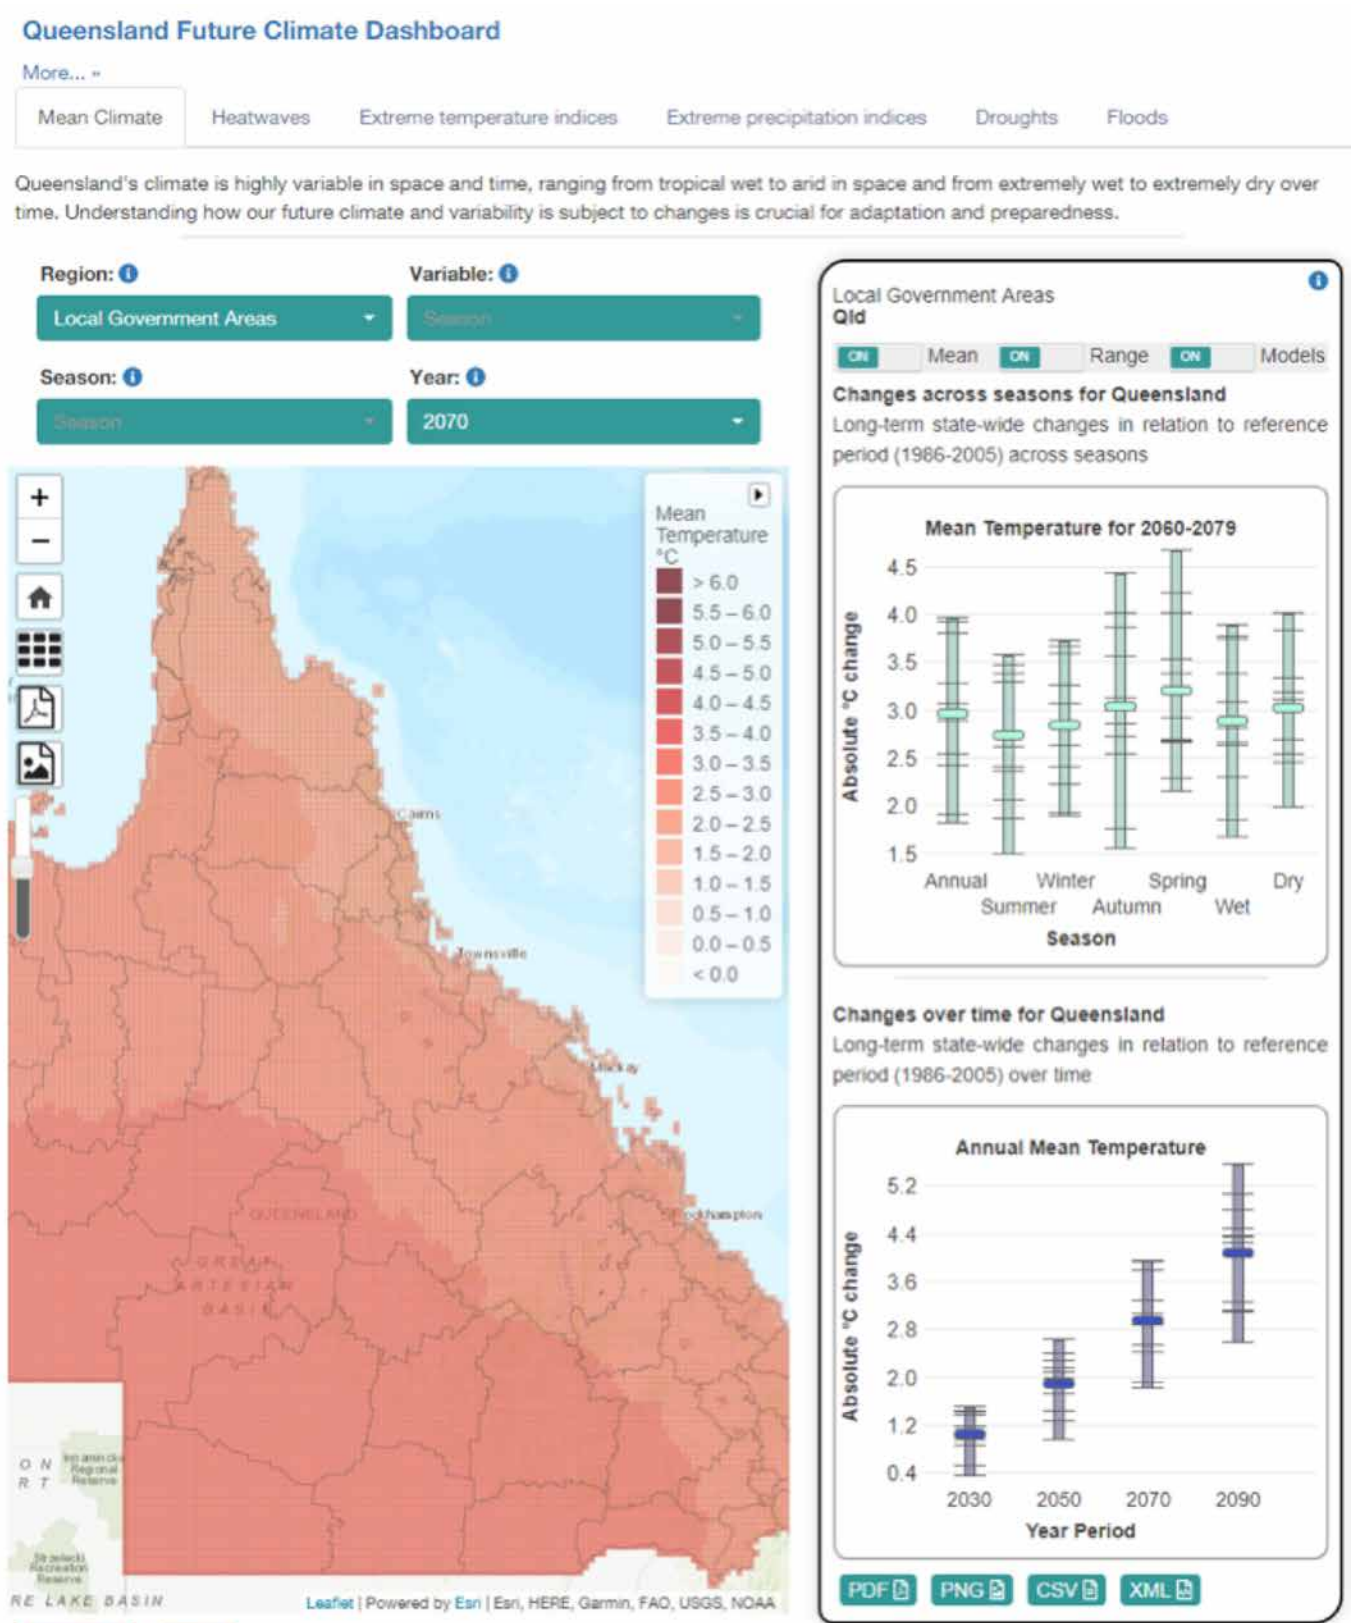 Queensland Future Climate Dashboard
More... »
Mean Climate
Heatwaves
Extreme temperature indices
Extreme precipitation indices
Droughts
Floods
Queensland's climate is highly variable in space and time, ranging from tropical wet to arid in space and from extremely wet to extremely dry over
time. Understanding how our future climate and variability is subject to changes is crucial for adaptation and preparedness.
Region:
Variable:
Local Government Areas
Season
Season:
Year:
Season
2070
+
−
Mean
Temperature
°C
> 6.0
5.5 – 6.0
5.0 – 5.5
4.5 – 5.0
4.0 – 4.5
3.5 – 4.0
3.0 – 3.5
2.5 – 3.0
2.0 – 2.5
1.5 – 2.0
1.0 – 1.5
0.5 – 1.0
0.0 – 0.5
< 0.0
Cairns
Townsville
Mackay
QUEENSLAND
Rockhampton
GREAT
ARTESIAN
BASIN
O N
R T
Regional
Reserve
Strzelecki
Recreation
Reserve
RE LAKE BASIN
Leaflet | Powered by Esri | Esri, HERE, Garmin, FAO, USGS, NOAA
Local Government Areas
Qld
ON Mean ON Range ON Models
Changes across seasons for Queensland
Long-term state-wide changes in relation to reference
period (1986-2005) across seasons
Mean Temperature for 2060-2079
Absolute °C change
4.5
4.0
3.5
3.0
2.5
2.0
1.5
Annual
Summer
Winter
Autumn
Spring
Wet
Dry
Season
Changes over time for Queensland
Long-term state-wide changes in relation to reference
period (1986-2005) over time
Annual Mean Temperature
Absolute °C change
5.2
4.4
3.6
2.8
2.0
1.2
0.4
2030
2050
2070
2090
Year Period
PDF
PNG
CSV
XML